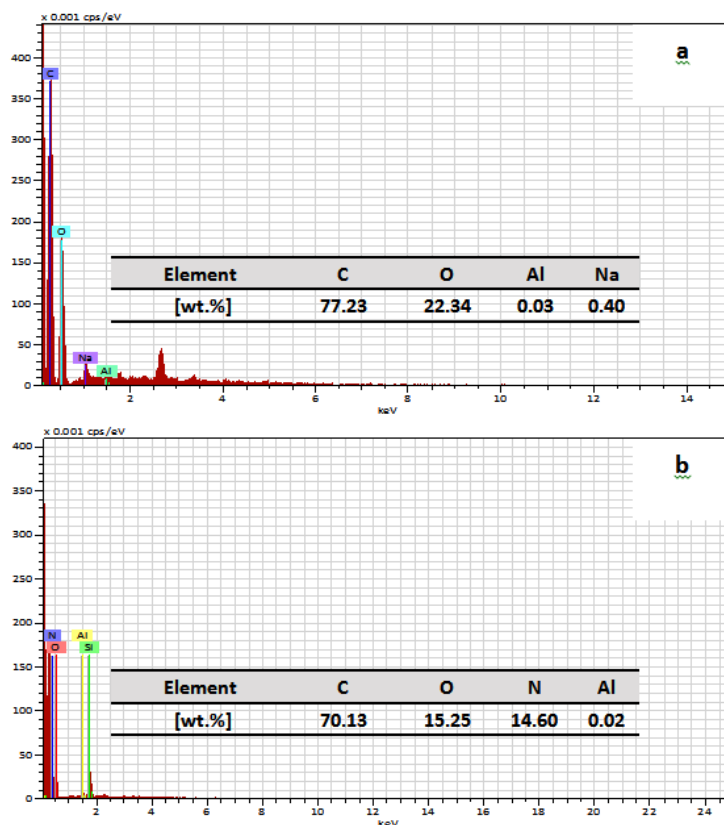 x 0.001 cps/eV
a
400
C
350
300
250
O
200
150
Element C O Al Na
[wt.%] 77.23 22.34 0.03 0.40
100
50
Na
Al
0
2 4 6 8 10 12 14
keV
x 0.001 cps/eV
b
400
350
300
250
200
N Al
O Si
150
Element C O N Al
[wt.%] 70.13 15.25 14.60 0.02
100
50
0
2 4 6 8 10 12 14 16 18 20 22 24
keV